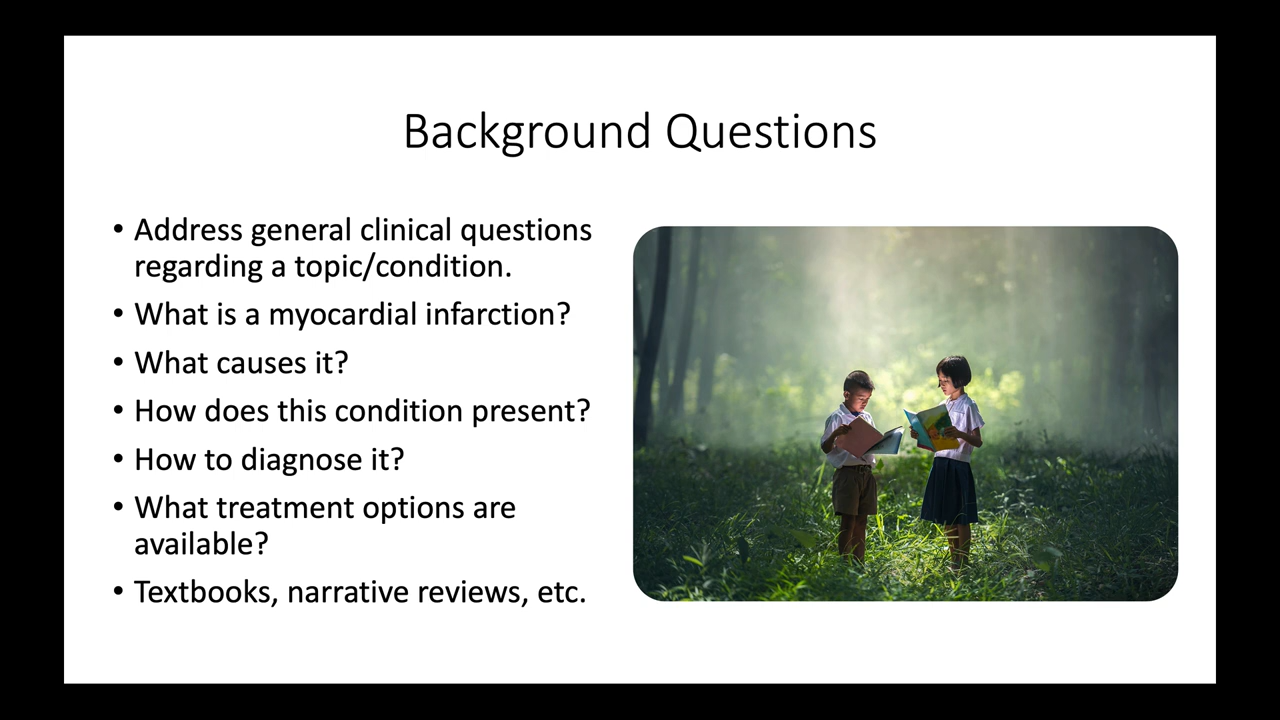 Background Questions
• Address general clinical questions
regarding a topic/condition.
• What is a myocardial infarction?
• What causes it?
• How does this condition present?
• How to diagnose it?
• What treatment options are
available?
• Textbooks, narrative reviews, etc.